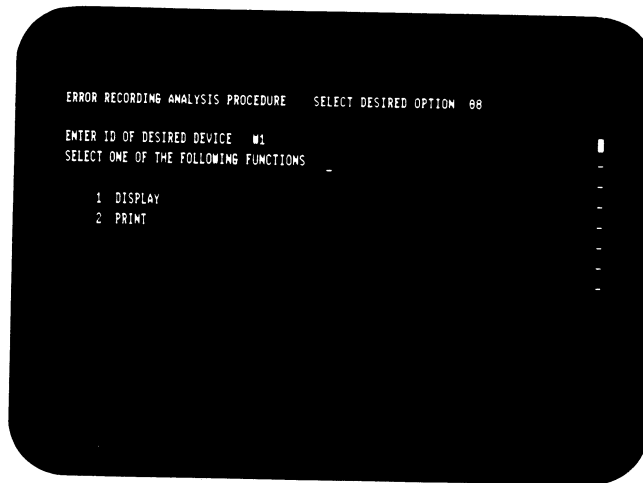 ERROR RECORDING ANALYSIS PROCEDURE SELECT DESIRED OPTION 08
ENTER ID OF DESIRED DEVICE W1
SELECT ONE OF THE FOLLOWING FUNCTIONS _
1 DISPLAY
2 PRINT